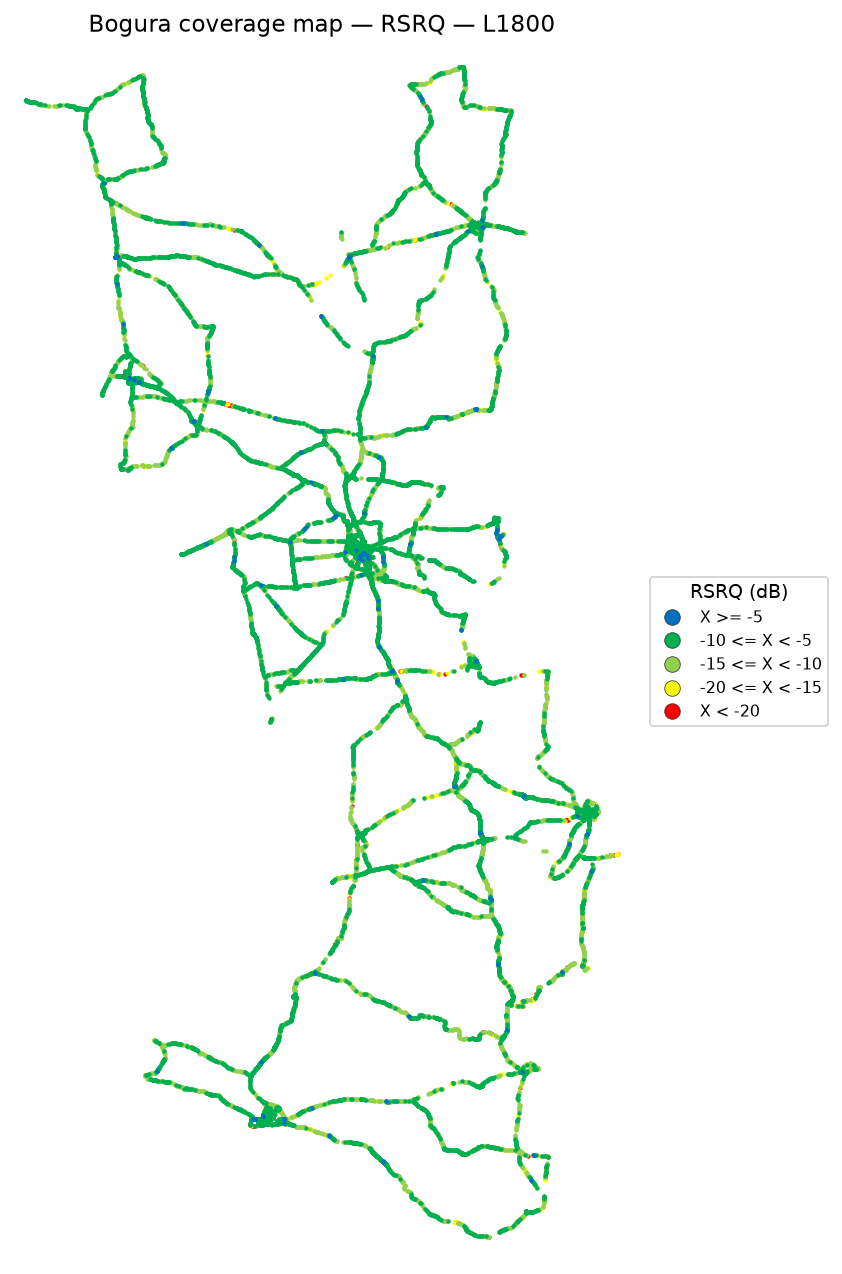 Bogura coverage map — RSRQ — L1800
RSRQ (dB)
X >= -5
-10 <= X < -5
-15 <= X < -10
-20 <= X < -15
X < -20